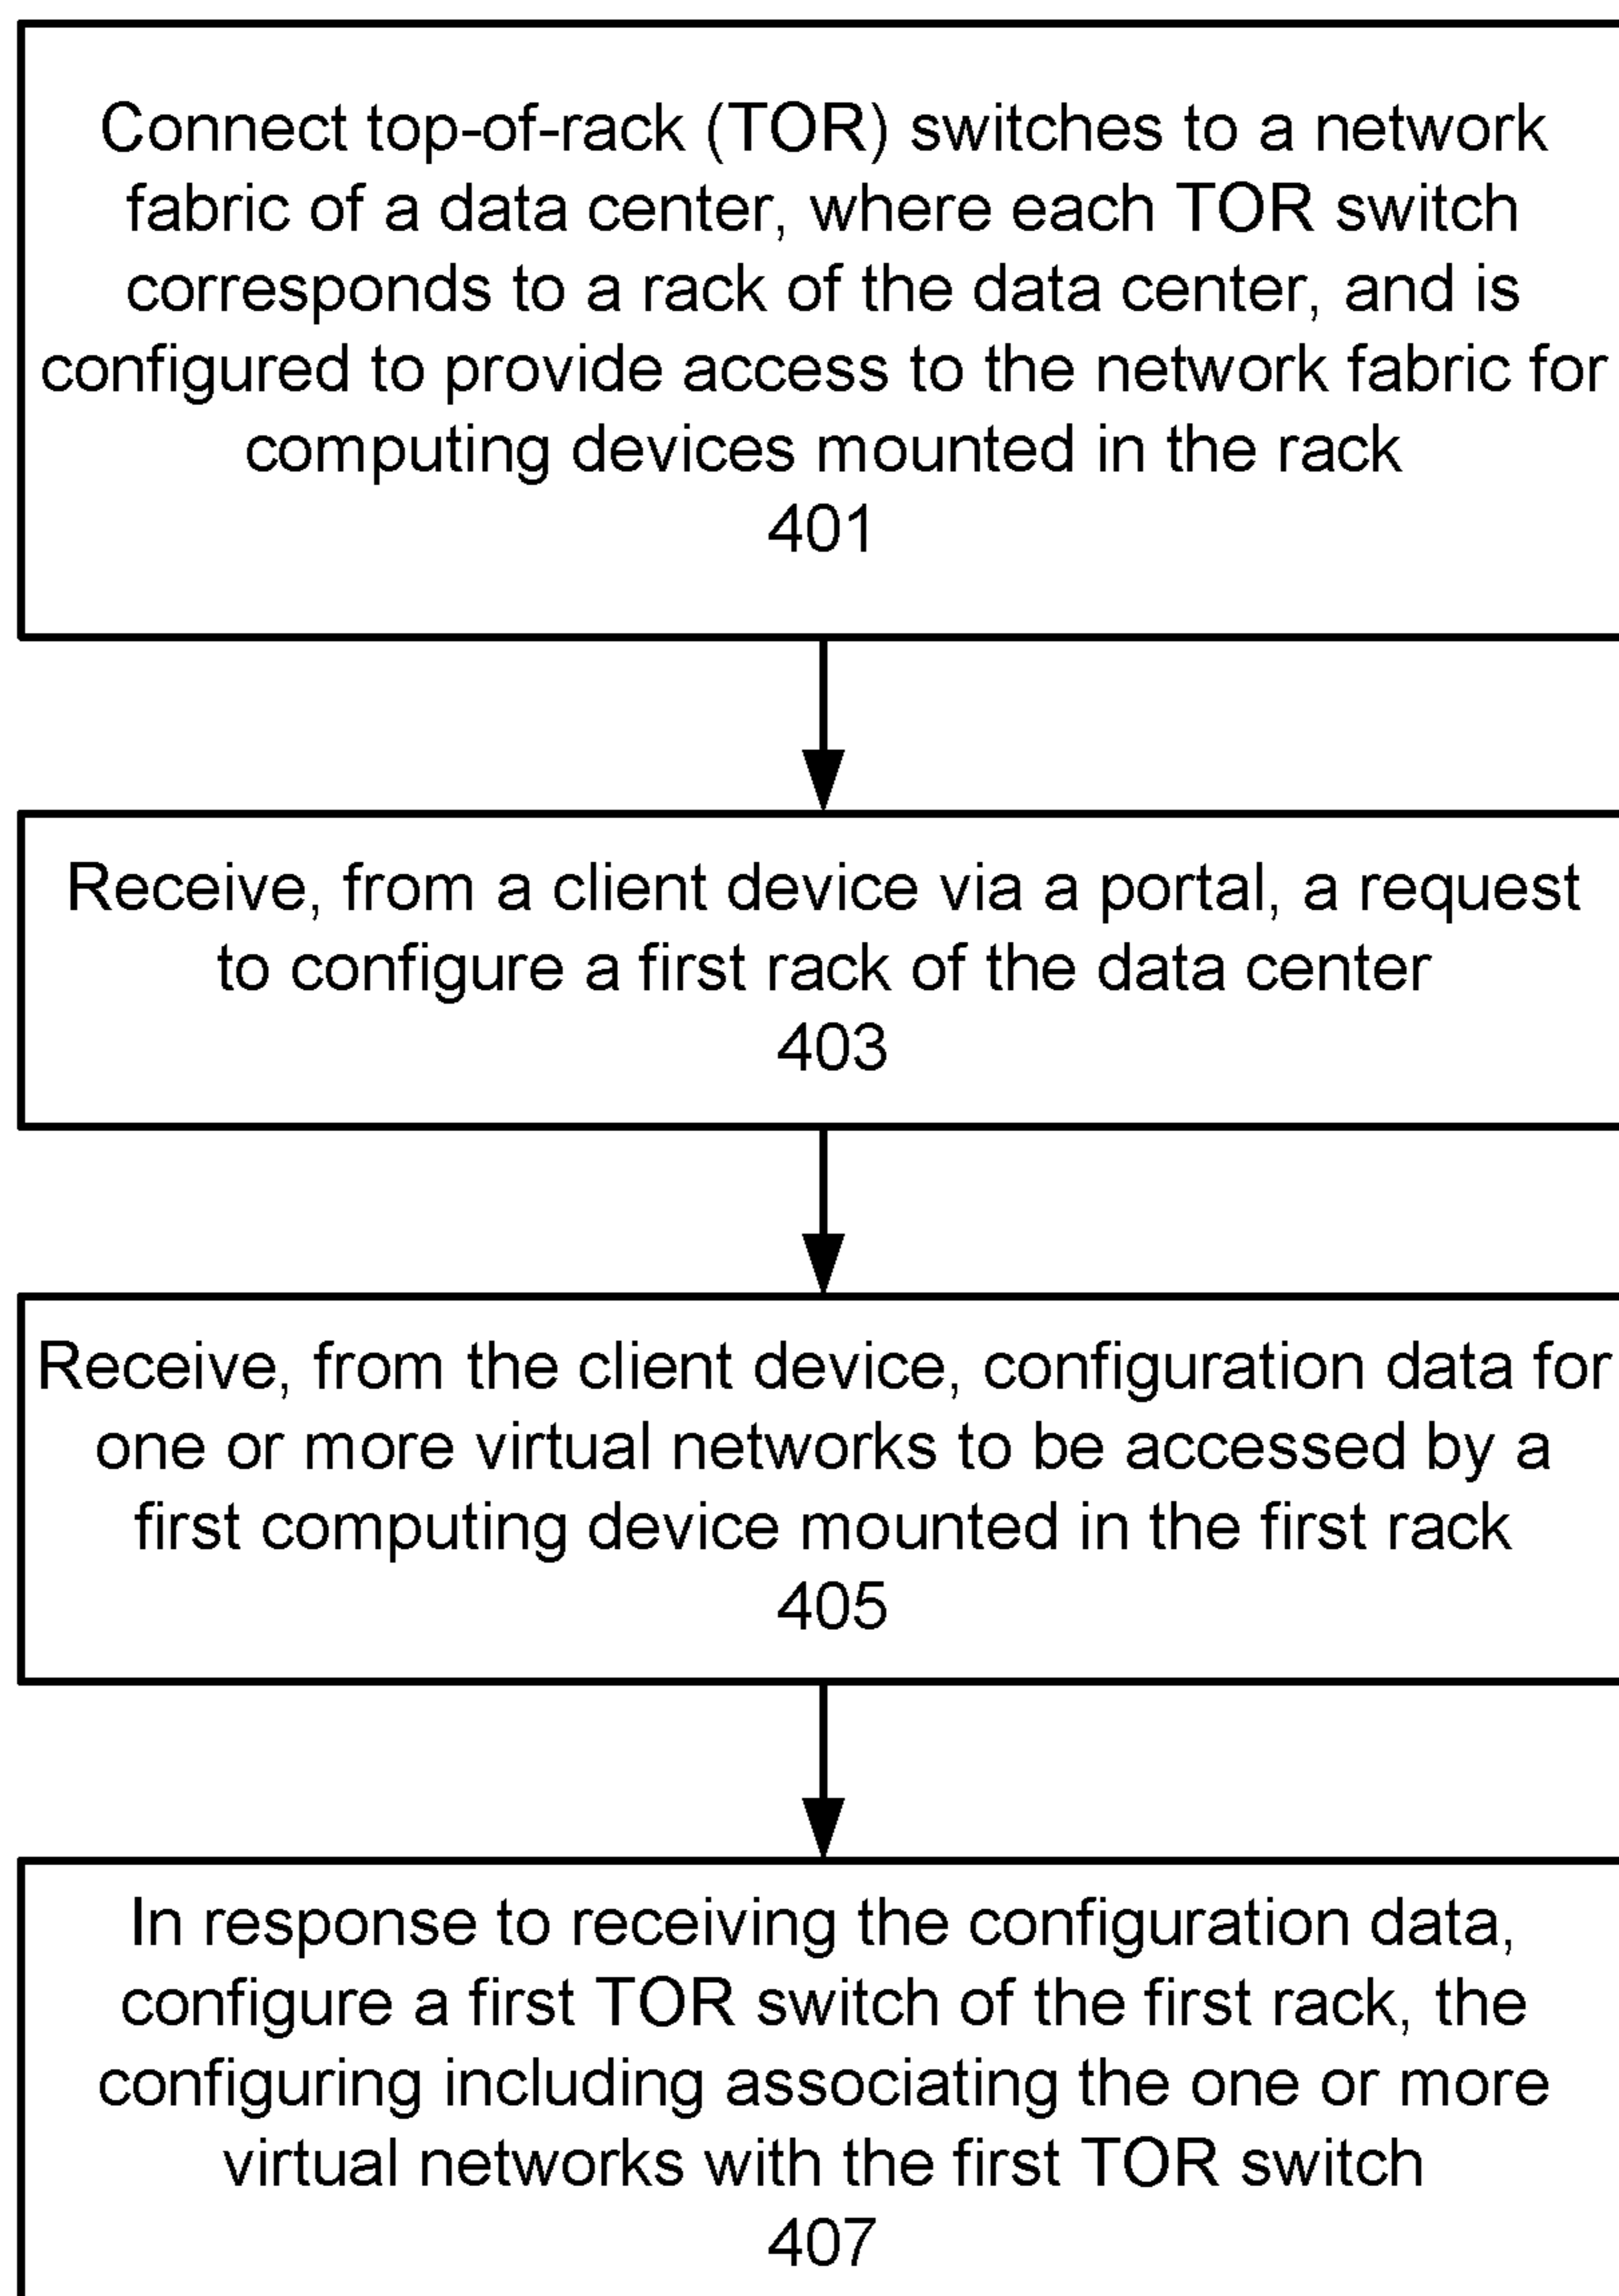 Connect top-of-rack (TOR) switches to a network
fabric of a data center, where each TOR switch
corresponds to a rack of the data center, and is
configured to provide access to the network fabric for
computing devices mounted in the rack
401
Receive, from a client device via a portal, a request
to configure a first rack of the data center
403
Receive, from the client device, configuration data for
one or more virtual networks to be accessed by a
first computing device mounted in the first rack
405
In response to receiving the configuration data,
configure a first TOR switch of the first rack, the
configuring including associating the one or more
virtual networks with the first TOR switch
407